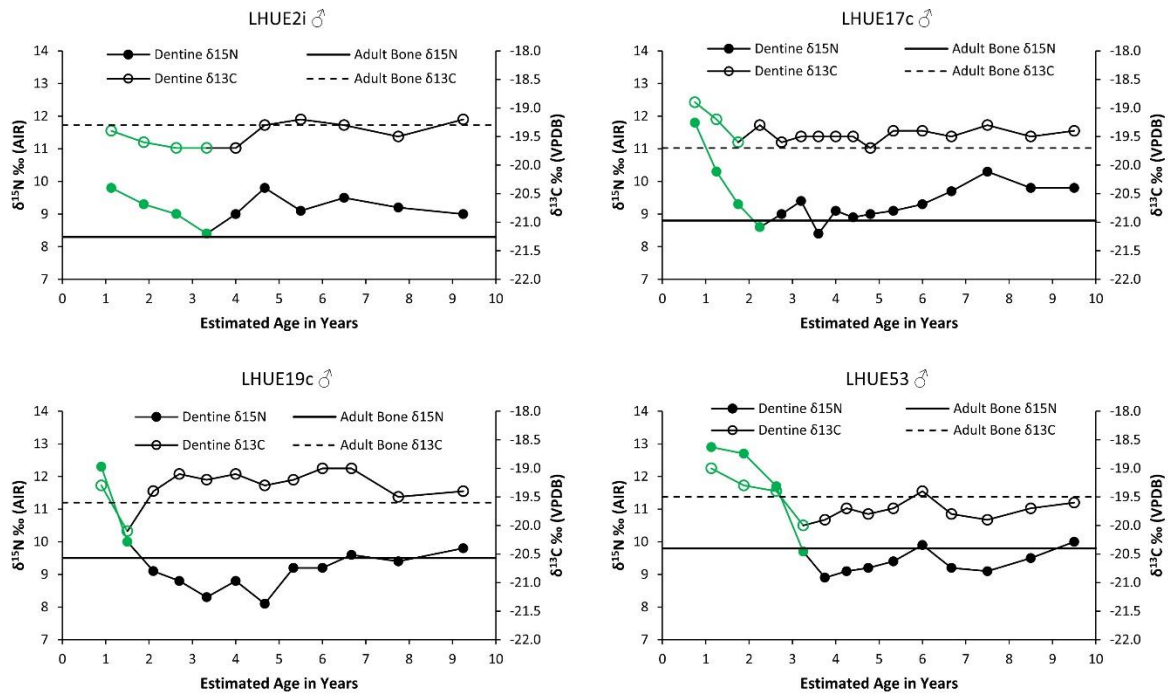 LHUE2i ♂
Dentine δ15N Adult Bone δ15N
Dentine δ13C Adult Bone δ13C
14
13
12
11
10
9
8
7
δ¹⁵N ‰ (AIR)
-18.0
-18.5
-19.0
-19.5
-20.0
-20.5
-21.0
-21.5
-22.0
δ¹³C ‰ (VPDB)
0 1 2 3 4 5 6 7 8 9 10
Estimated Age in Years
LHUE17c ♂
Dentine δ15N Adult Bone δ15N
Dentine δ13C Adult Bone δ13C
14
13
12
11
10
9
8
7
δ¹⁵N ‰ (AIR)
-18.0
-18.5
-19.0
-19.5
-20.0
-20.5
-21.0
-21.5
-22.0
δ¹³C ‰ (VPDB)
0 1 2 3 4 5 6 7 8 9 10
Estimated Age in Years
LHUE19c ♂
Dentine δ15N Adult Bone δ15N
Dentine δ13C Adult Bone δ13C
14
13
12
11
10
9
8
7
δ¹⁵N ‰ (AIR)
-18.0
-18.5
-19.0
-19.5
-20.0
-20.5
-21.0
-21.5
-22.0
δ¹³C ‰ (VPDB)
0 1 2 3 4 5 6 7 8 9 10
Estimated Age in Years
LHUE53 ♂
Dentine δ15N Adult Bone δ15N
Dentine δ13C Adult Bone δ13C
14
13
12
11
10
9
8
7
δ¹⁵N ‰ (AIR)
-18.0
-18.5
-19.0
-19.5
-20.0
-20.5
-21.0
-21.5
-22.0
δ¹³C ‰ (VPDB)
0 1 2 3 4 5 6 7 8 9 10
Estimated Age in Years